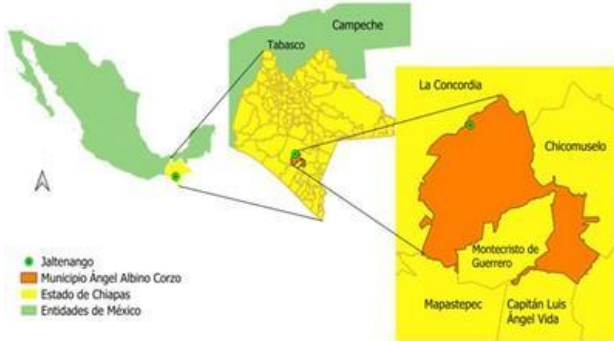 Campeche
Tabasco
La Concordia
Chicomuselo
Montecristo de
Guerrero
Mapastepec
Capitán Luis
Ángel Vida
Jaltenango
Municipio Ángel Albino Corzo
Estado de Chiapas
Entidades de México